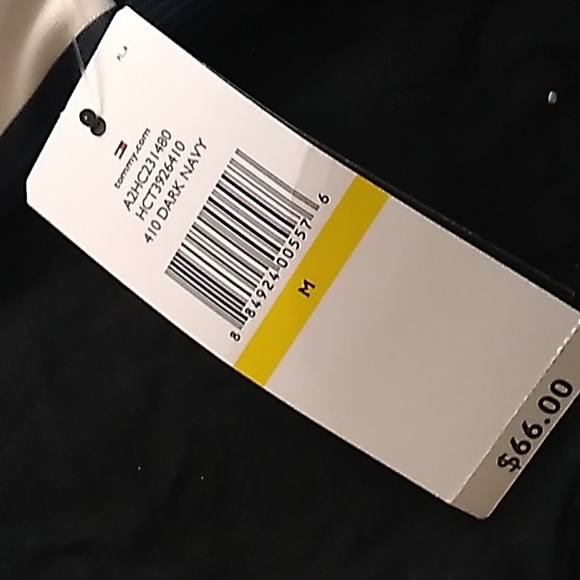 tommy.com
A2HC231480
HCT3926410
410 DARK NAVY
8 84924 00557 6
M
$66.00